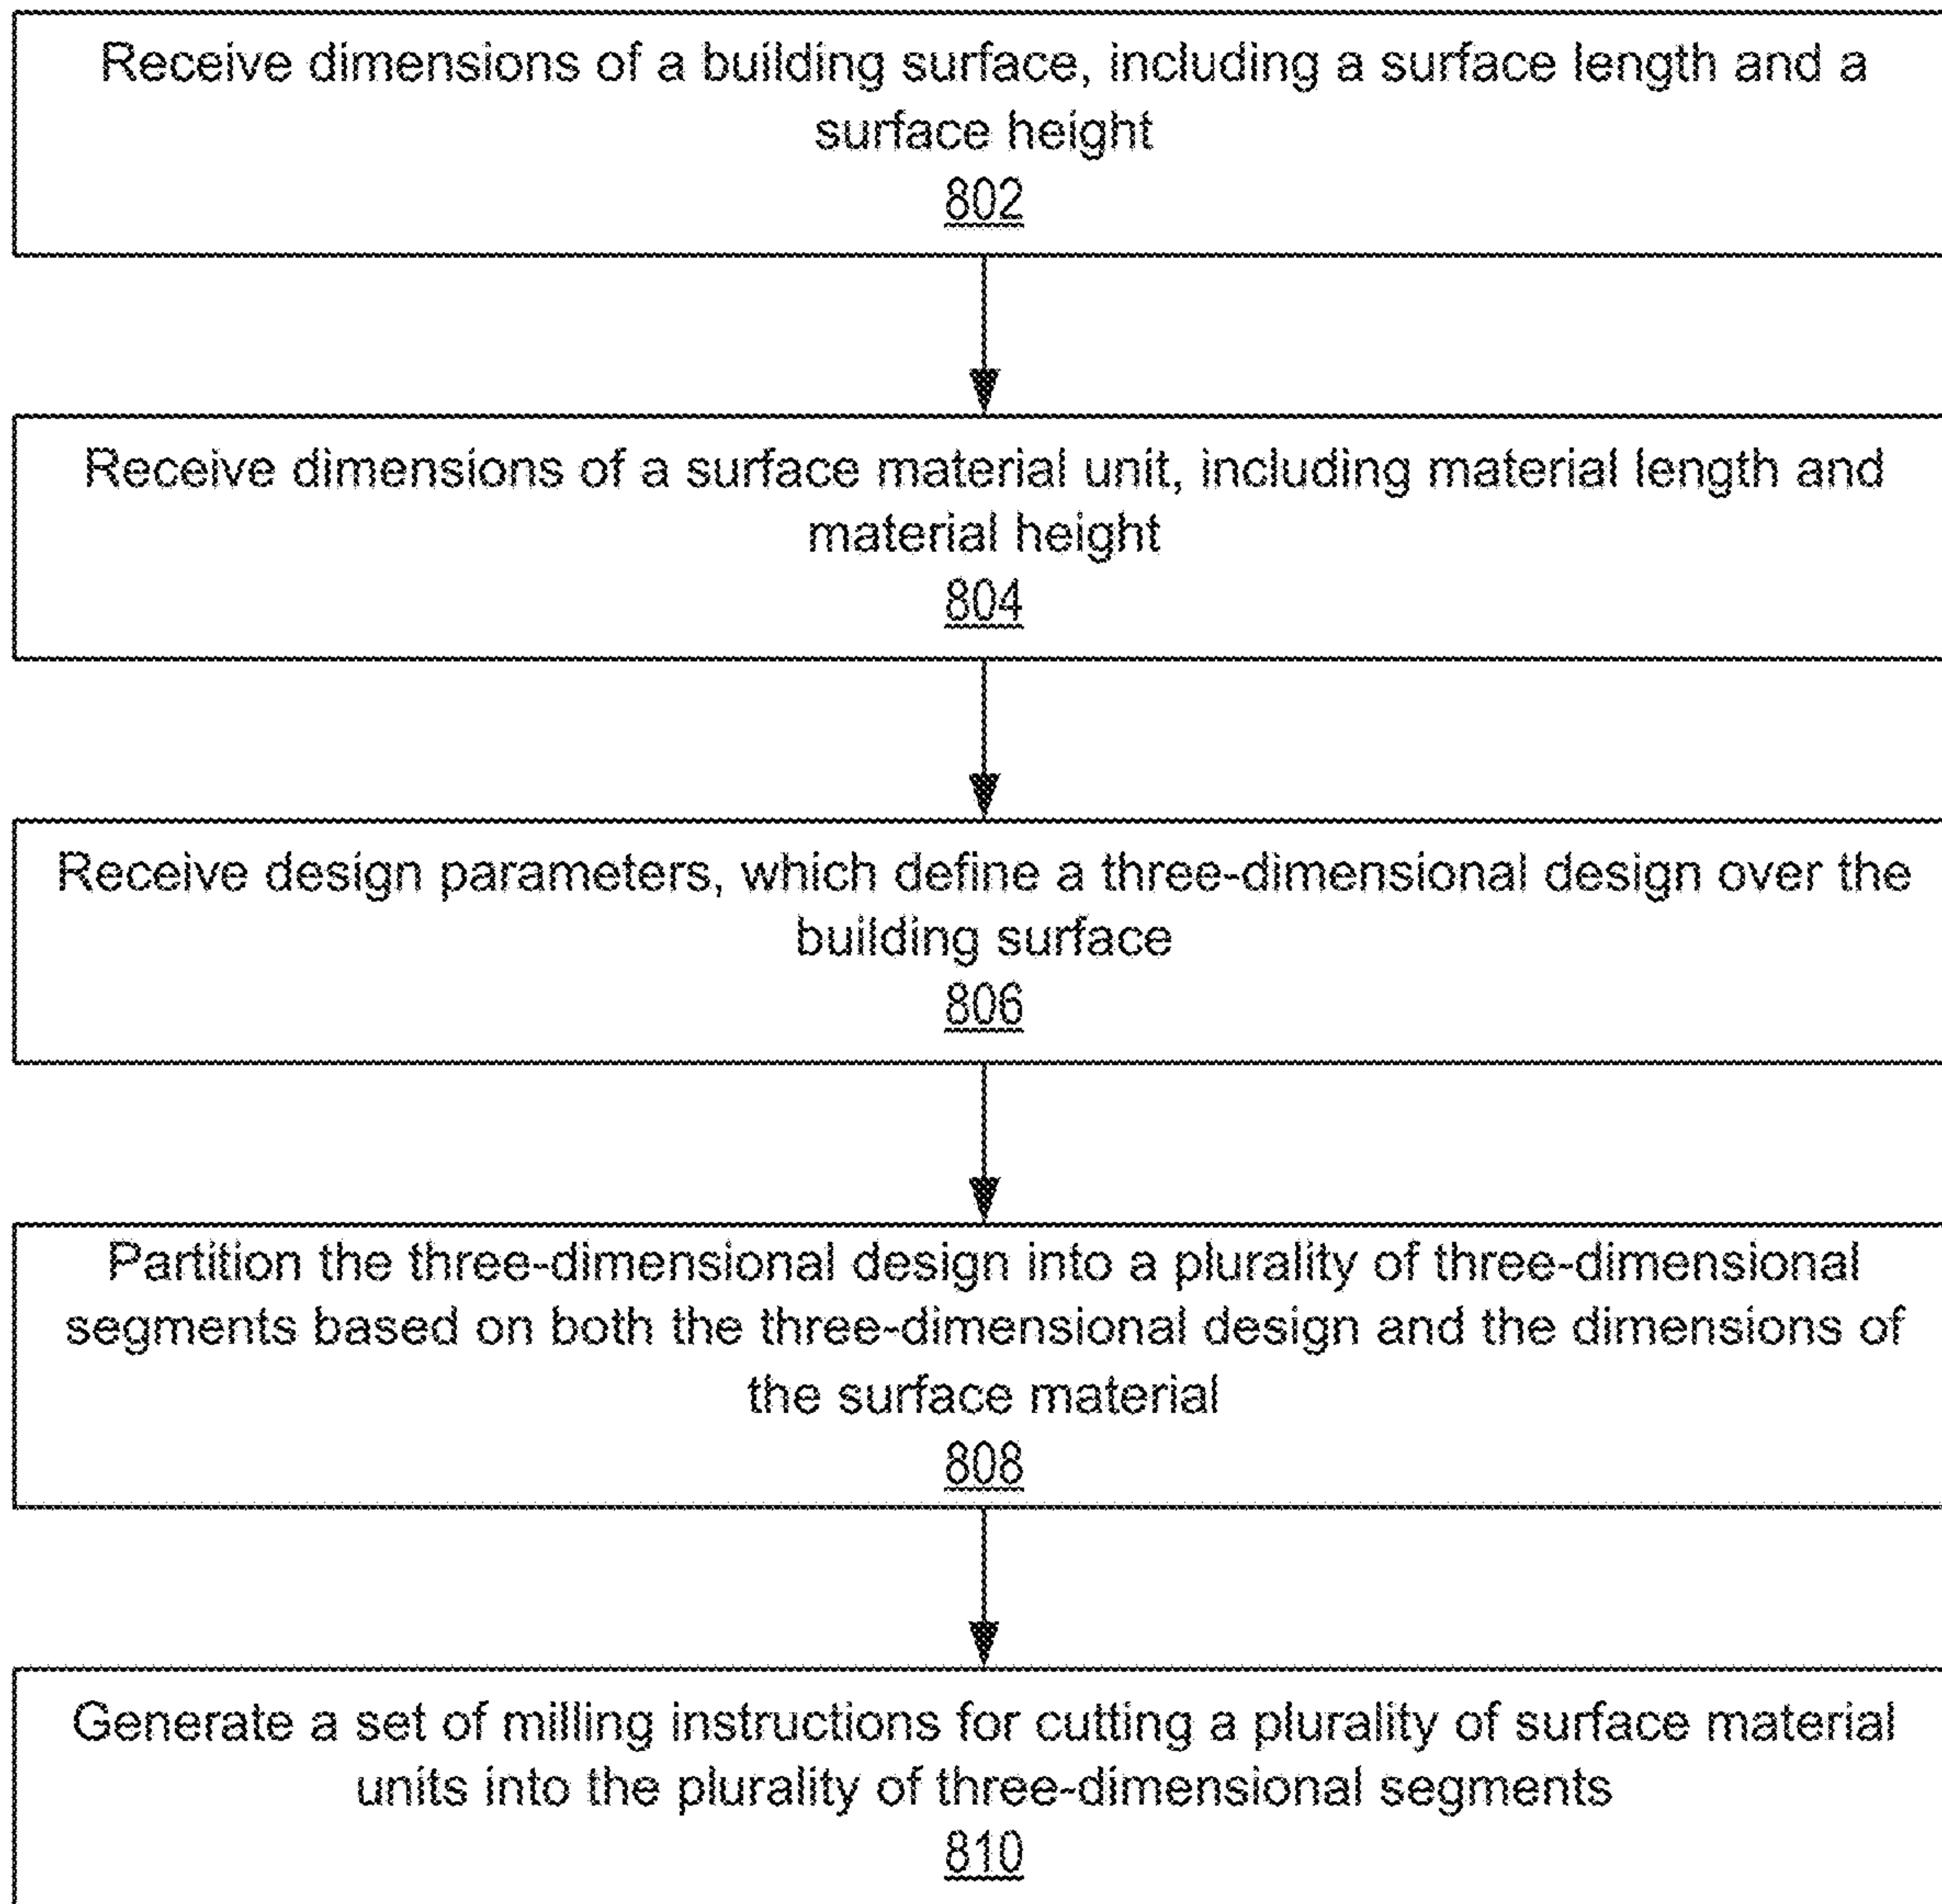 Receive dimensions of a building surface, including a surface length and a
surface height
802
Receive dimensions of a surface material unit, including material length and
material height
804
Receive design parameters, which define a three-dimensional design over the
building surface
806
Partition the three-dimensional design into a plurality of three-dimensional
segments based on both the three-dimensional design and the dimensions of
the surface material
808
Generate a set of milling instructions for cutting a plurality of surface material
units into the plurality of three-dimensional segments
810